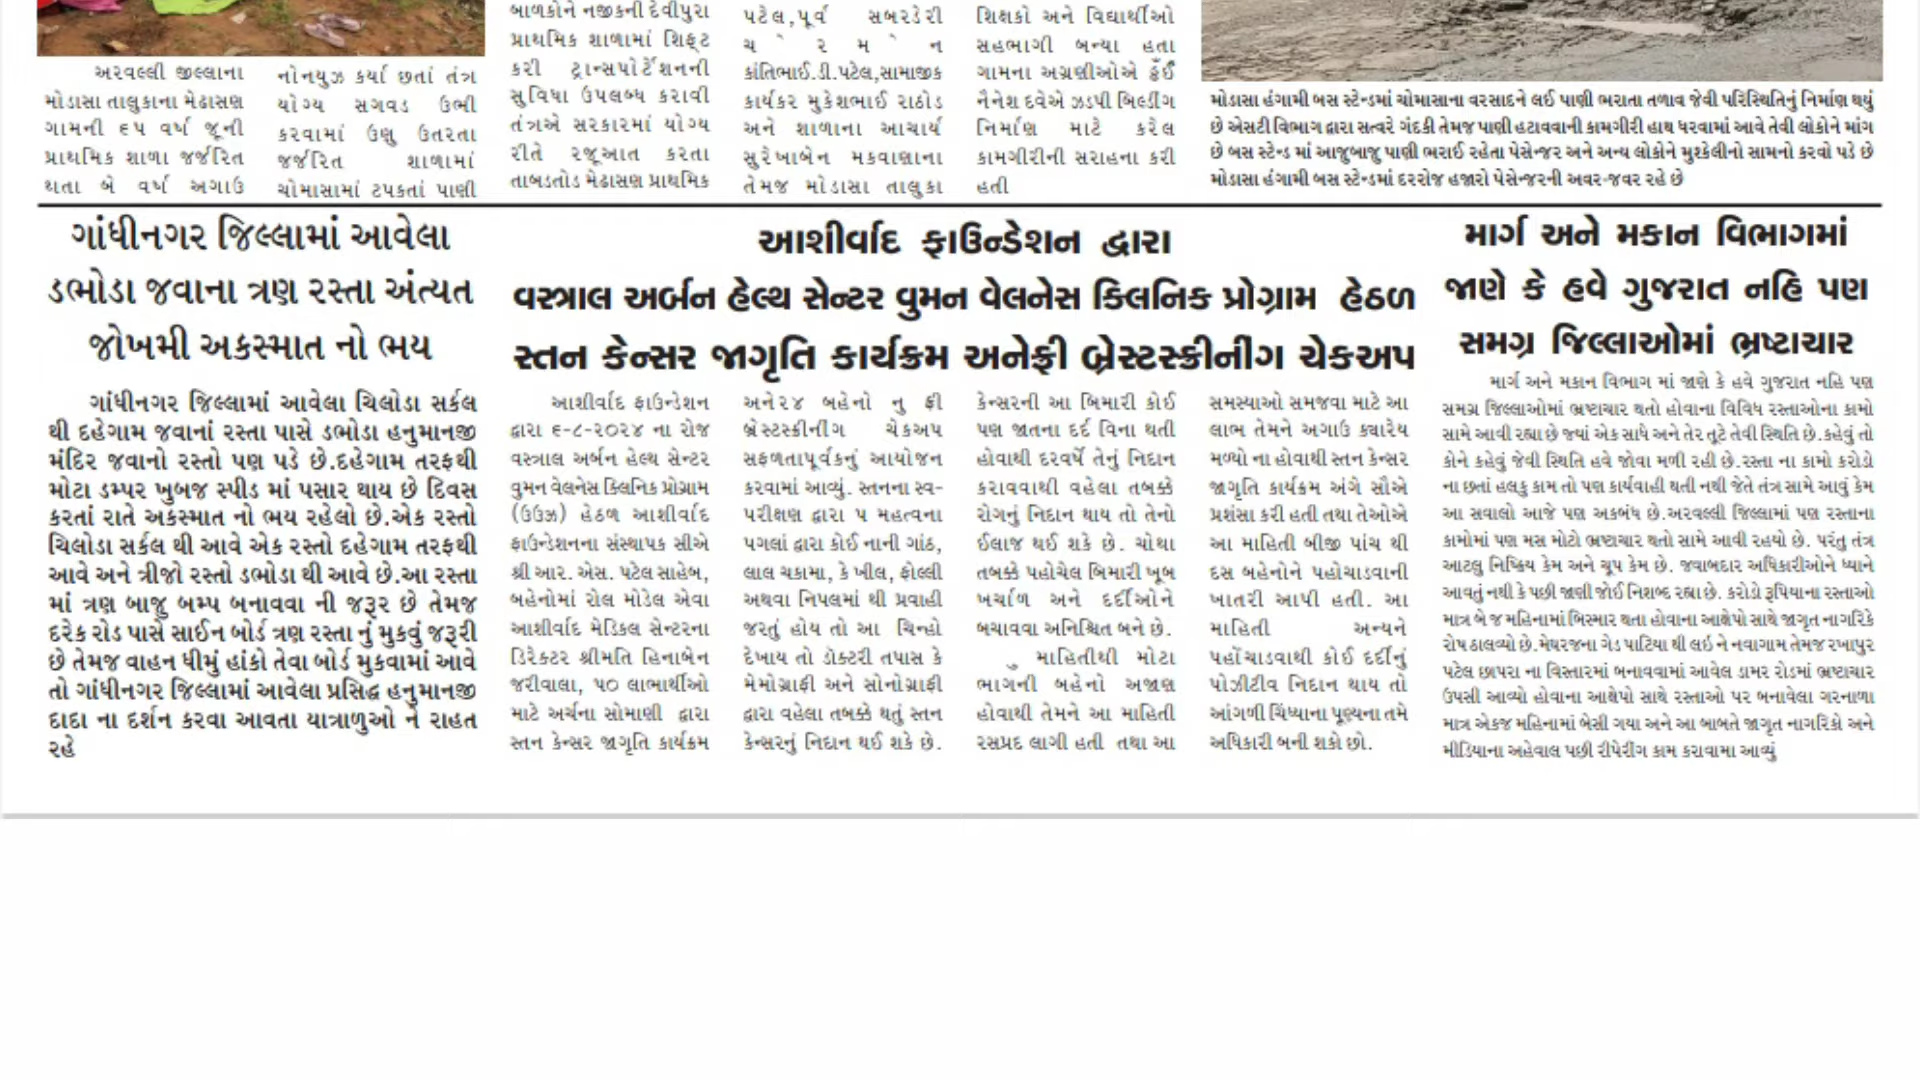 અરવલ્લી જીલ્લાના
મોડાસા તાલુકાના મેઢાસણ
ગામની ૬૫ વર્ષ જૂની
પ્રાથમિક શાળા જર્જરિત
થતા બે વર્ષ અગાઉ
નોનયુઝ કર્યા છતાં તંત્ર
યોગ્ય સગવડ ઉભી
કરવામાં ઉણુ ઉતરતા
જર્જરિત શાળામાં
ચોમાસામાં ટપકતાં પાણી
બાળકોને નજીકની દેવીપુરા
પ્રાથમિક શાળામાં શિફ્ટ
કરી ટ્રાન્સપોર્ટેશનની
સુવિધા ઉપલબ્ધ કરાવી
તંત્રએ સરકારમાં યોગ્ય
રીતે રજૂઆત કરતા
તાબડતોડ મેઢાસણ પ્રાથમિક
પટેલ,પૂર્વ સબરડેરી
ચ ે ર મ ે ન
કાંતિભાઈ.ડી.પટેલ,સામાજીક
કાર્યકર મુકેશભાઈ રાઠોડ
અને શાળાના આચાર્ય
સુરેખાબેન મકવાણાના
તેમજ મોડાસા તાલુકા
શિક્ષકો અને વિદ્યાર્થીઓ
સહભાગી બન્યા હતા
ગામના અગ્રણીઓએ
નૈનેશ દવેએ ઝડપી બિલ્ડીંગ
નિર્માણ માટે કરેલ
કામગીરીની સરાહના કરી
હતી
મોડાસા હંગામી બસ સ્ટેન્ડમાં ચોમાસાના વરસાદને લઈ પાણી ભરાતા તળાવ જેવી પરિસ્થિતિનું નિર્માણ થયું
છે એસટી વિભાગ દ્વારા સત્વરે ગંદકી તેમજ પાણી હટાવવાની કામગીરી હાથ ધરવામાં આવે તેવી લોકોને માંગ
છે બસ સ્ટેન્ડ માં આજુબાજુ પાણી ભરાઈ રહેતા પેસેન્જર અને અન્ય લોકોને મુશ્કેલીનો સામનો કરવો પડે છે
મોડાસા હંગામી બસ સ્ટેન્ડમાં દરરોજ હજારો પેસેન્જરની અવર-જવર રહે છે
ગાંધીનગર જિલ્લામાં આવેલા
ડભોડા જવાના ત્રણ રસ્તા અંત્યત
જોખમી અકસ્માત નો ભય
ગાંધીનગર જિલ્લામાં આવેલા ચિલોડા સર્કલ
થી દહેગામ જવાનાં રસ્તા પાસે ડભોડા હનુમાનજી
મંદિર જવાનો રસ્તો પણ પડે છે.દહેગામ તરફથી
મોટા ડમ્પર ખુબજ સ્પીડ માં પસાર થાય છે દિવસ
કરતાં રાતે અકસ્માત નો ભય રહેલો છે.એક રસ્તો
ચિલોડા સર્કલ થી આવે એક રસ્તો દહેગામ તરફથી
આવે અને ત્રીજો રસ્તો ડભોડા થી આવે છે.આ રસ્તા
માં ત્રણ બાજુ બમ્પ બનાવવા ની જરૂર છે તેમજ
દરેક રોડ પાસે સાઈન બોર્ડ ત્રણ રસ્તા નું મુકવું જરૂરી
છે તેમજ વાહન ધીમું હાંકો તેવા બોર્ડ મુકવામાં આવે
તો ગાંધીનગર જિલ્લામાં આવેલા પ્રસિદ્ધ હનુમાનજી
દાદા ના દર્શન કરવા આવતા યાત્રાળુઓ ને રાહત
રહે
આશીર્વાદ ફાઉન્ડેશન દ્વારા
વસ્ત્રાલ અર્બન હેલ્થ સેન્ટર વુમન વેલનેસ ક્લિનિક પ્રોગ્રામ હેઠળ
સ્તન કેન્સર જાગૃતિ કાર્યક્રમ અનેફ્રી બ્રેસ્ટસ્ક્રીનીંગ ચેકઅપ
આશીર્વાદ ફાઉન્ડેશન
દ્વારા ૬-૮-૨૦૨૪ ના રોજ
વસ્ત્રાલ અર્બન હેલ્થ સેન્ટર
વુમન વેલનેસ ક્લિનિક પ્રોગ્રામ
(ઉઉઝ) હેઠળ આશીર્વાદ
ફાઉન્ડેશનના સંસ્થાપક સીએ
શ્રી આર. એસ. પટેલ સાહેબ,
બહેનોમાં રોલ મોડેલ એવા
આશીર્વાદ મેડિકલ સેન્ટરના
ડિરેક્ટર શ્રીમતિ હિનાબેન
જરીવાલા, ૫૦ લાભાર્થીઓ
માટે અર્ચના સોમાણી દ્વારા
સ્તન કેન્સર જાગૃતિ કાર્યક્રમ
અને૨૪ બહેનો નુ ફ્રી
બ્રેસ્ટસ્ક્રીનીંગ ચેકઅપ
સફળતાપૂર્વકનું આયોજન
કરવામાં આવ્યું. સ્તનના સ્વ-
પરીક્ષણ દ્વારા ૫ મહત્વના
પગલાં દ્વારા કોઈ નાની ગાંઠ,
લાલ ચકામા, કે ખીલ, ફોલ્લી
અથવા નિપલમાં થી પ્રવાહી
જરતું હોય તો આ ચિન્હો
દેખાય તો ડૉક્ટરી તપાસ કે
મેમોગ્રાફી અને સોનોગ્રાફી
દ્વારા વહેલા તબક્કે થતું સ્તન
કેન્સરનું નિદાન થઈ શકે છે.
કેન્સરની આ બિમારી કોઈ
પણ જાતના દર્દ વિના થતી
હોવાથી દરવર્ષે તેનું નિદાન
કરાવવાથી વહેલા તબક્કે
રોગનું નિદાન થાય તો તેનો
ઈલાજ થઈ શકે છે. ચોથા
તબક્કે પહોચેલ બિમારી ખૂબ
ખર્ચાળ અને દર્દીઓને
બચાવવા અનિશ્ચિત બને છે.
ુ માહિતીથી મોટા
ભાગની બહેનો અજાણ
હોવાથી તેમને આ માહિતી
રસપ્રદ લાગી હતી તથા આ
સમસ્યાઓ સમજવા માટે આ
લાભ તેમને અગાઉ ક્યારેય
મળ્યો ના હોવાથી સ્તન કેન્સર
જાગૃતિ કાર્યક્રમ અંગે સૌએ
પ્રશંસા કરી હતી તથા તેઓએ
આ માહિતી બીજી પાંચ થી
દસ બહેનોને પહોચાડવાની
ખાતરી આપી હતી. આ
માહિતી અન્યને
પહોંચાડવાથી કોઈ દર્દીનું
પોઝીટીવ નિદાન થાય તો
આંગળી ચિંધ્યાના પૂણ્યના તમે
અધિકારી બની શકો છો.
માર્ગ અને મકાન વિભાગમાં
જાણે કે હવે ગુજરાત નહિ પણ
સમગ્ર જિલ્લાઓમાં ભ્રષ્ટાચાર
માર્ગ અને મકાન વિભાગ માં જાણે કે હવે ગુજરાત નહિ પણ
સમગ્ર જિલ્લાઓમાં ભ્રષ્ટાચાર થતો હોવાના વિવિધ રસ્તાઓના કામો
સામે આવી રહ્યા છે જ્યાં એક સાધે અને તેર તૂટે તેવી સ્થિતિ છે.કહેવું તો
કોને કહેવું જેવી સ્થિતિ હવે જોવા મળી રહી છે.રસ્તા ના કામો કરોડો
ના છતાં હલકુ કામ તો પણ કાર્યવાહી થતી નથી જેતે તંત્ર સામે આવું કેમ
આ સવાલો આજે પણ અકબંધ છે.અરવલ્લી જિલ્લામાં પણ રસ્તાના
કામોમાં પણ મસ મોટો ભ્રષ્ટાચાર થતો સામે આવી રહયો છે. પરંતુ તંત્ર
આટલુ નિષ્ક્રિય કેમ અને ચૂપ કેમ છે. જવાબદાર અધિકારીઓને ધ્યાને
આવતું નથી કે પછી જાણી જોઈ નિશબ્દ રહ્યા છે. કરોડો રૂપિયાના રસ્તાઓ
માત્ર બે જ મહિનામાં બિસ્માર થતા હોવાના આક્ષેપો સાથે જાગૃત નાગરિકે
રોષ ઠાલવ્યો છે.મેઘરજના ગેડ પાટિયા થી લઇ ને નવાગામ તેમજ રખાપુર
પટેલ છાપરા ના વિસ્તારમાં બનાવવામાં આવેલ ડામર રોડમાં ભ્રષ્ટાચાર
ઉપસી આવ્યો હોવાના આક્ષેપો સાથે રસ્તાઓ પર બનાવેલા ગરનાળા
માત્ર એકજ મહિનામાં બેસી ગયા અને આ બાબતે જાગૃત નાગરિકો અને
મીડિયાના અહેવાલ પછી રીપેરીંગ કામ કરાવામા આવ્યું